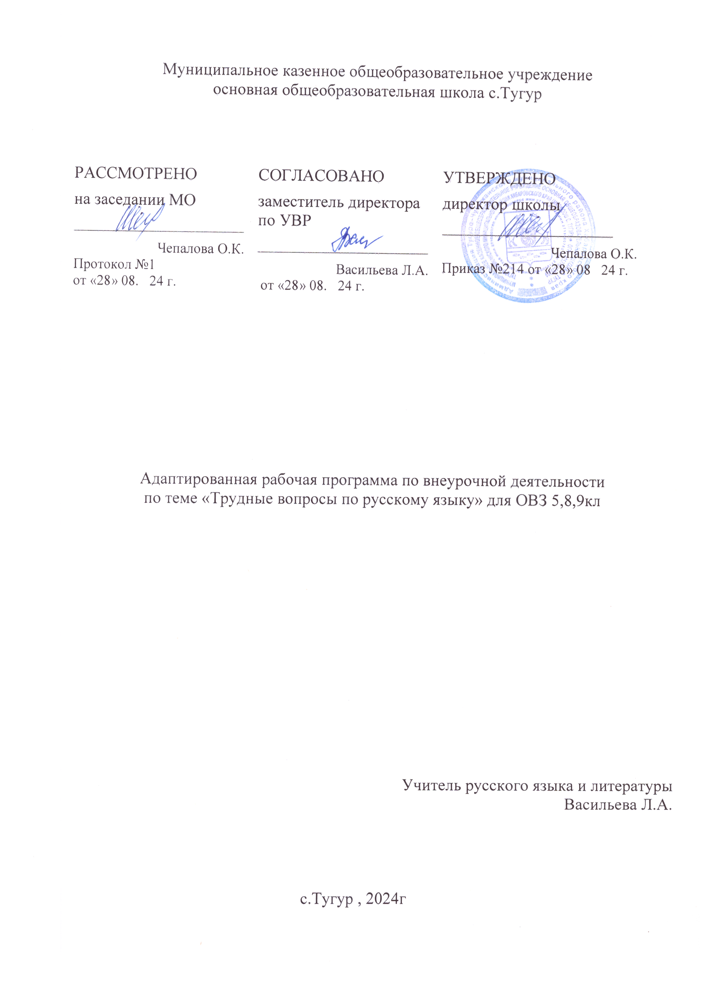 Муниципальное казенное общеобразовательное учреждение
основная общеобразовательная школа с.Тугур
РАССМОТРЕНО
на заседании МО
Чепалова О.К.
Протокол №1
от «28» 08. 24 г.
СОГЛАСОВАНО
заместитель директора
по УВР
Васильева Л.А.
от «28» 08. 24 г.
УТВЕРЖДЕНО
директор школы
Чепалова О.К.
Приказ №214 от «28» 08 24 г.
Адаптированная рабочая программа по внеурочной деятельности
по теме «Трудные вопросы по русскому языку» для ОВЗ 5,8,9кл
Учитель русского языка и литературы
Васильева Л.А.
с.Тугур , 2024г